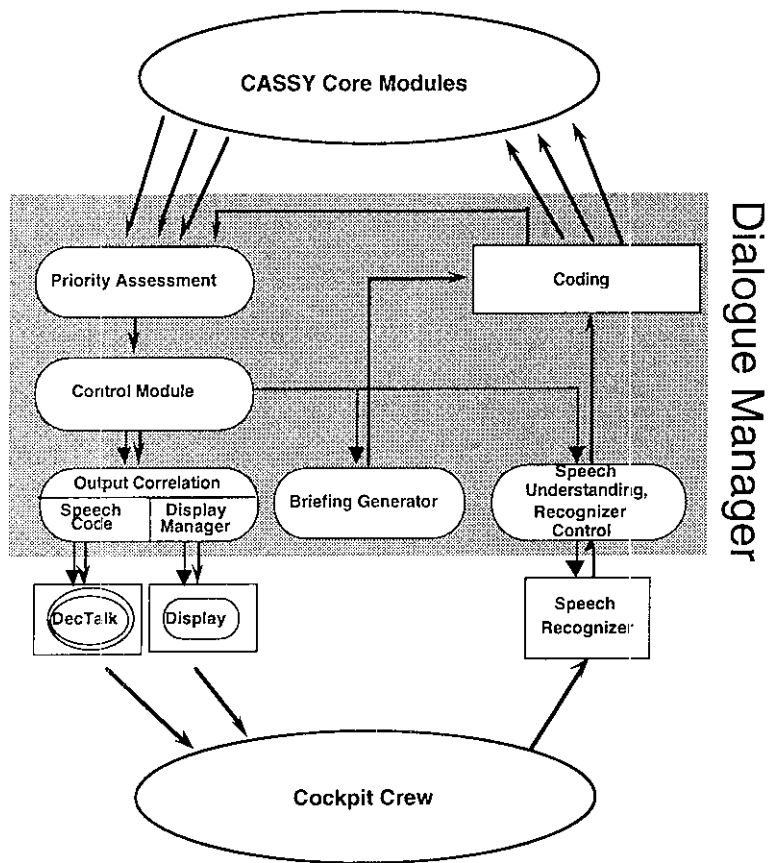 CASSY Core Modules
Dialogue Manager
Priority Assessment
Coding
Control Module
Output Correlation
Speech
Code
Display
Manager
Briefing Generator
Speech
Understanding,
Recognizer
Control
DecTalk
Display
Speech
Recognizer
Cockpit Crew